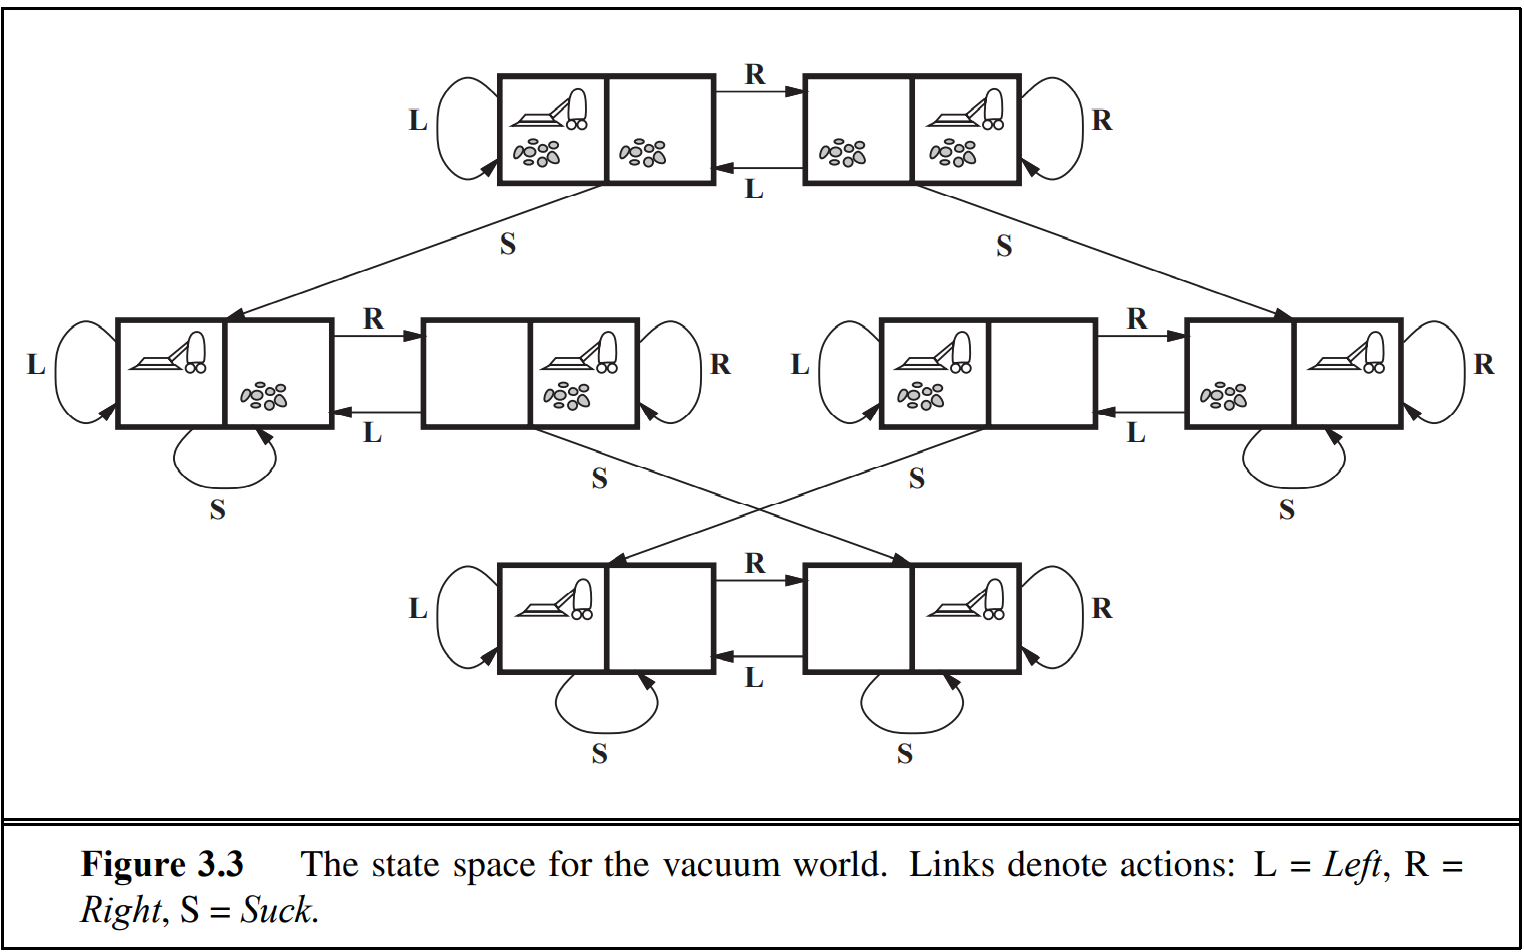 R
L
R
L
S
S
R
R
L
R
L
R
L
L
S
S
S
S
R
L
R
L
S
S
Figure 3.3 The state space for the vacuum world. Links denote actions: L = Left, R =
Right, S = Suck.